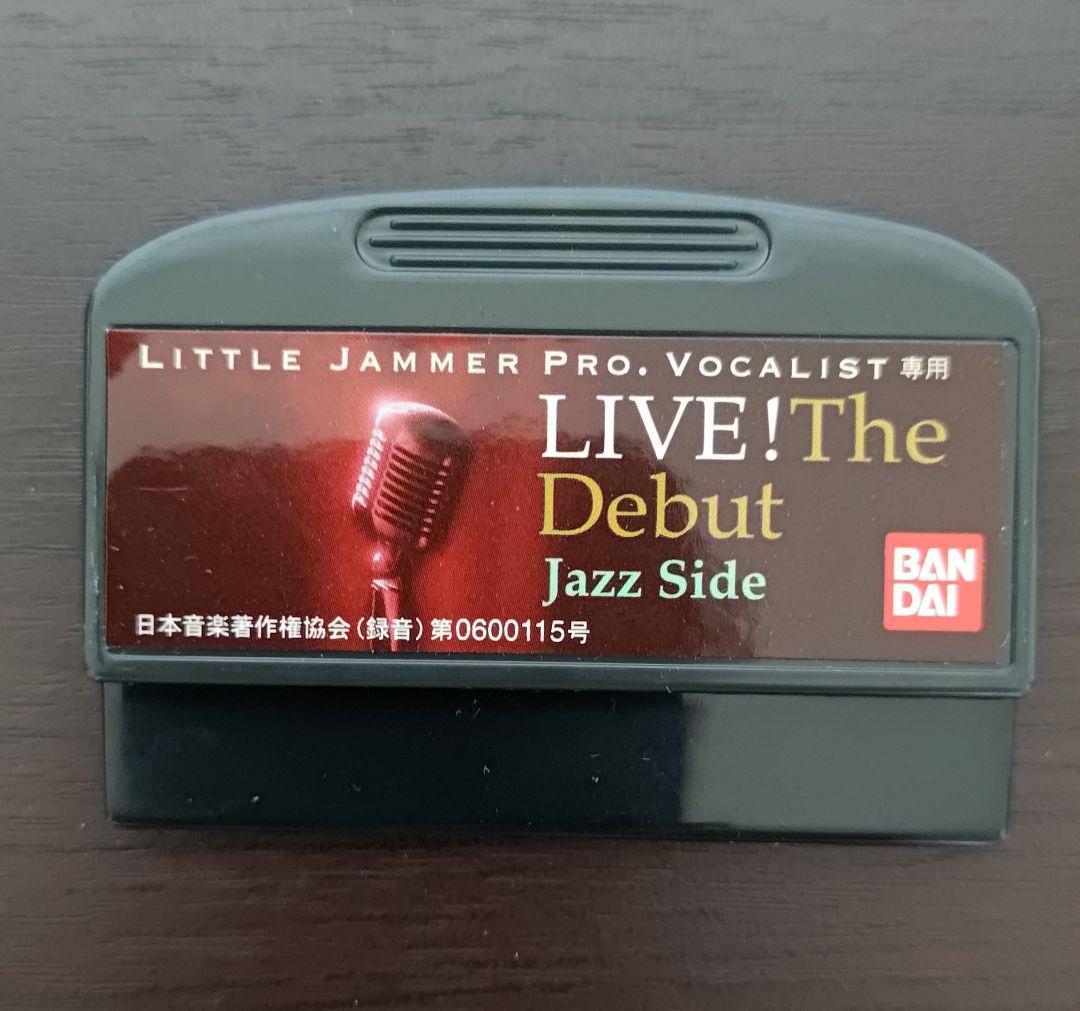 LITTLE JAMMER PRO. VOCALIST 専用
LIVE! The
Debut
Jazz Side
BAN
DAI
日本音楽著作権協会(録音)第0600115号